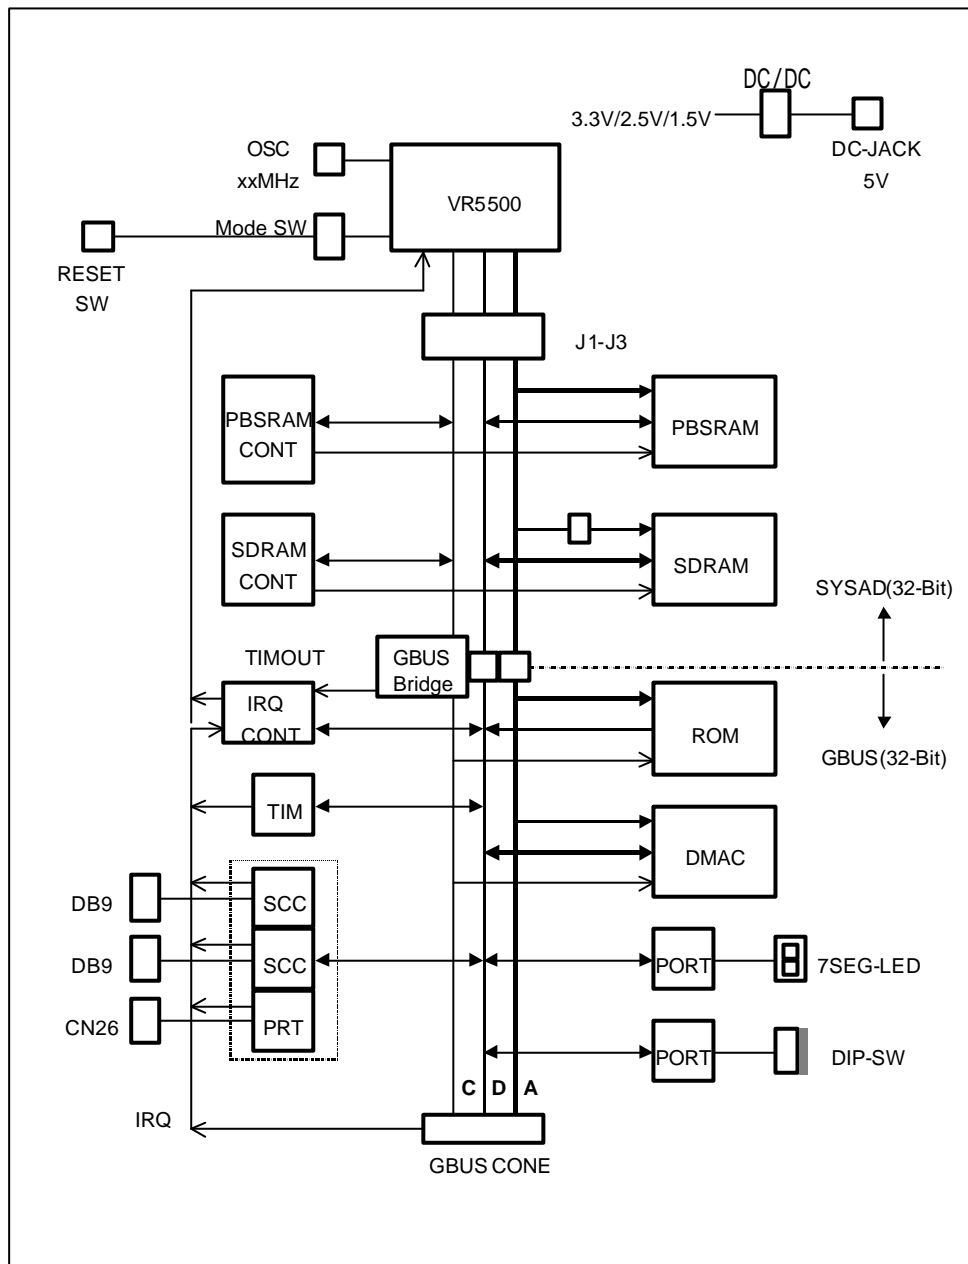 DC/DC
3.3V/2.5V/1.5V
DC-JACK
5V
OSC
xxMHz
VR5500
Mode SW
RESET
SW
J1-J3
PBSRAM
CONT
PBSRAM
SDRAM
CONT
SDRAM
SYSAD(32-Bit)
TIMOUT
GBUS
Bridge
IRQ
CONT
ROM
GBUS(32-Bit)
TIM
DMAC
DB9
SCC
DB9
SCC
PORT
7SEG-LED
CN26
PRT
PORT
DIP-SW
C D A
IRQ
GBUS CONE